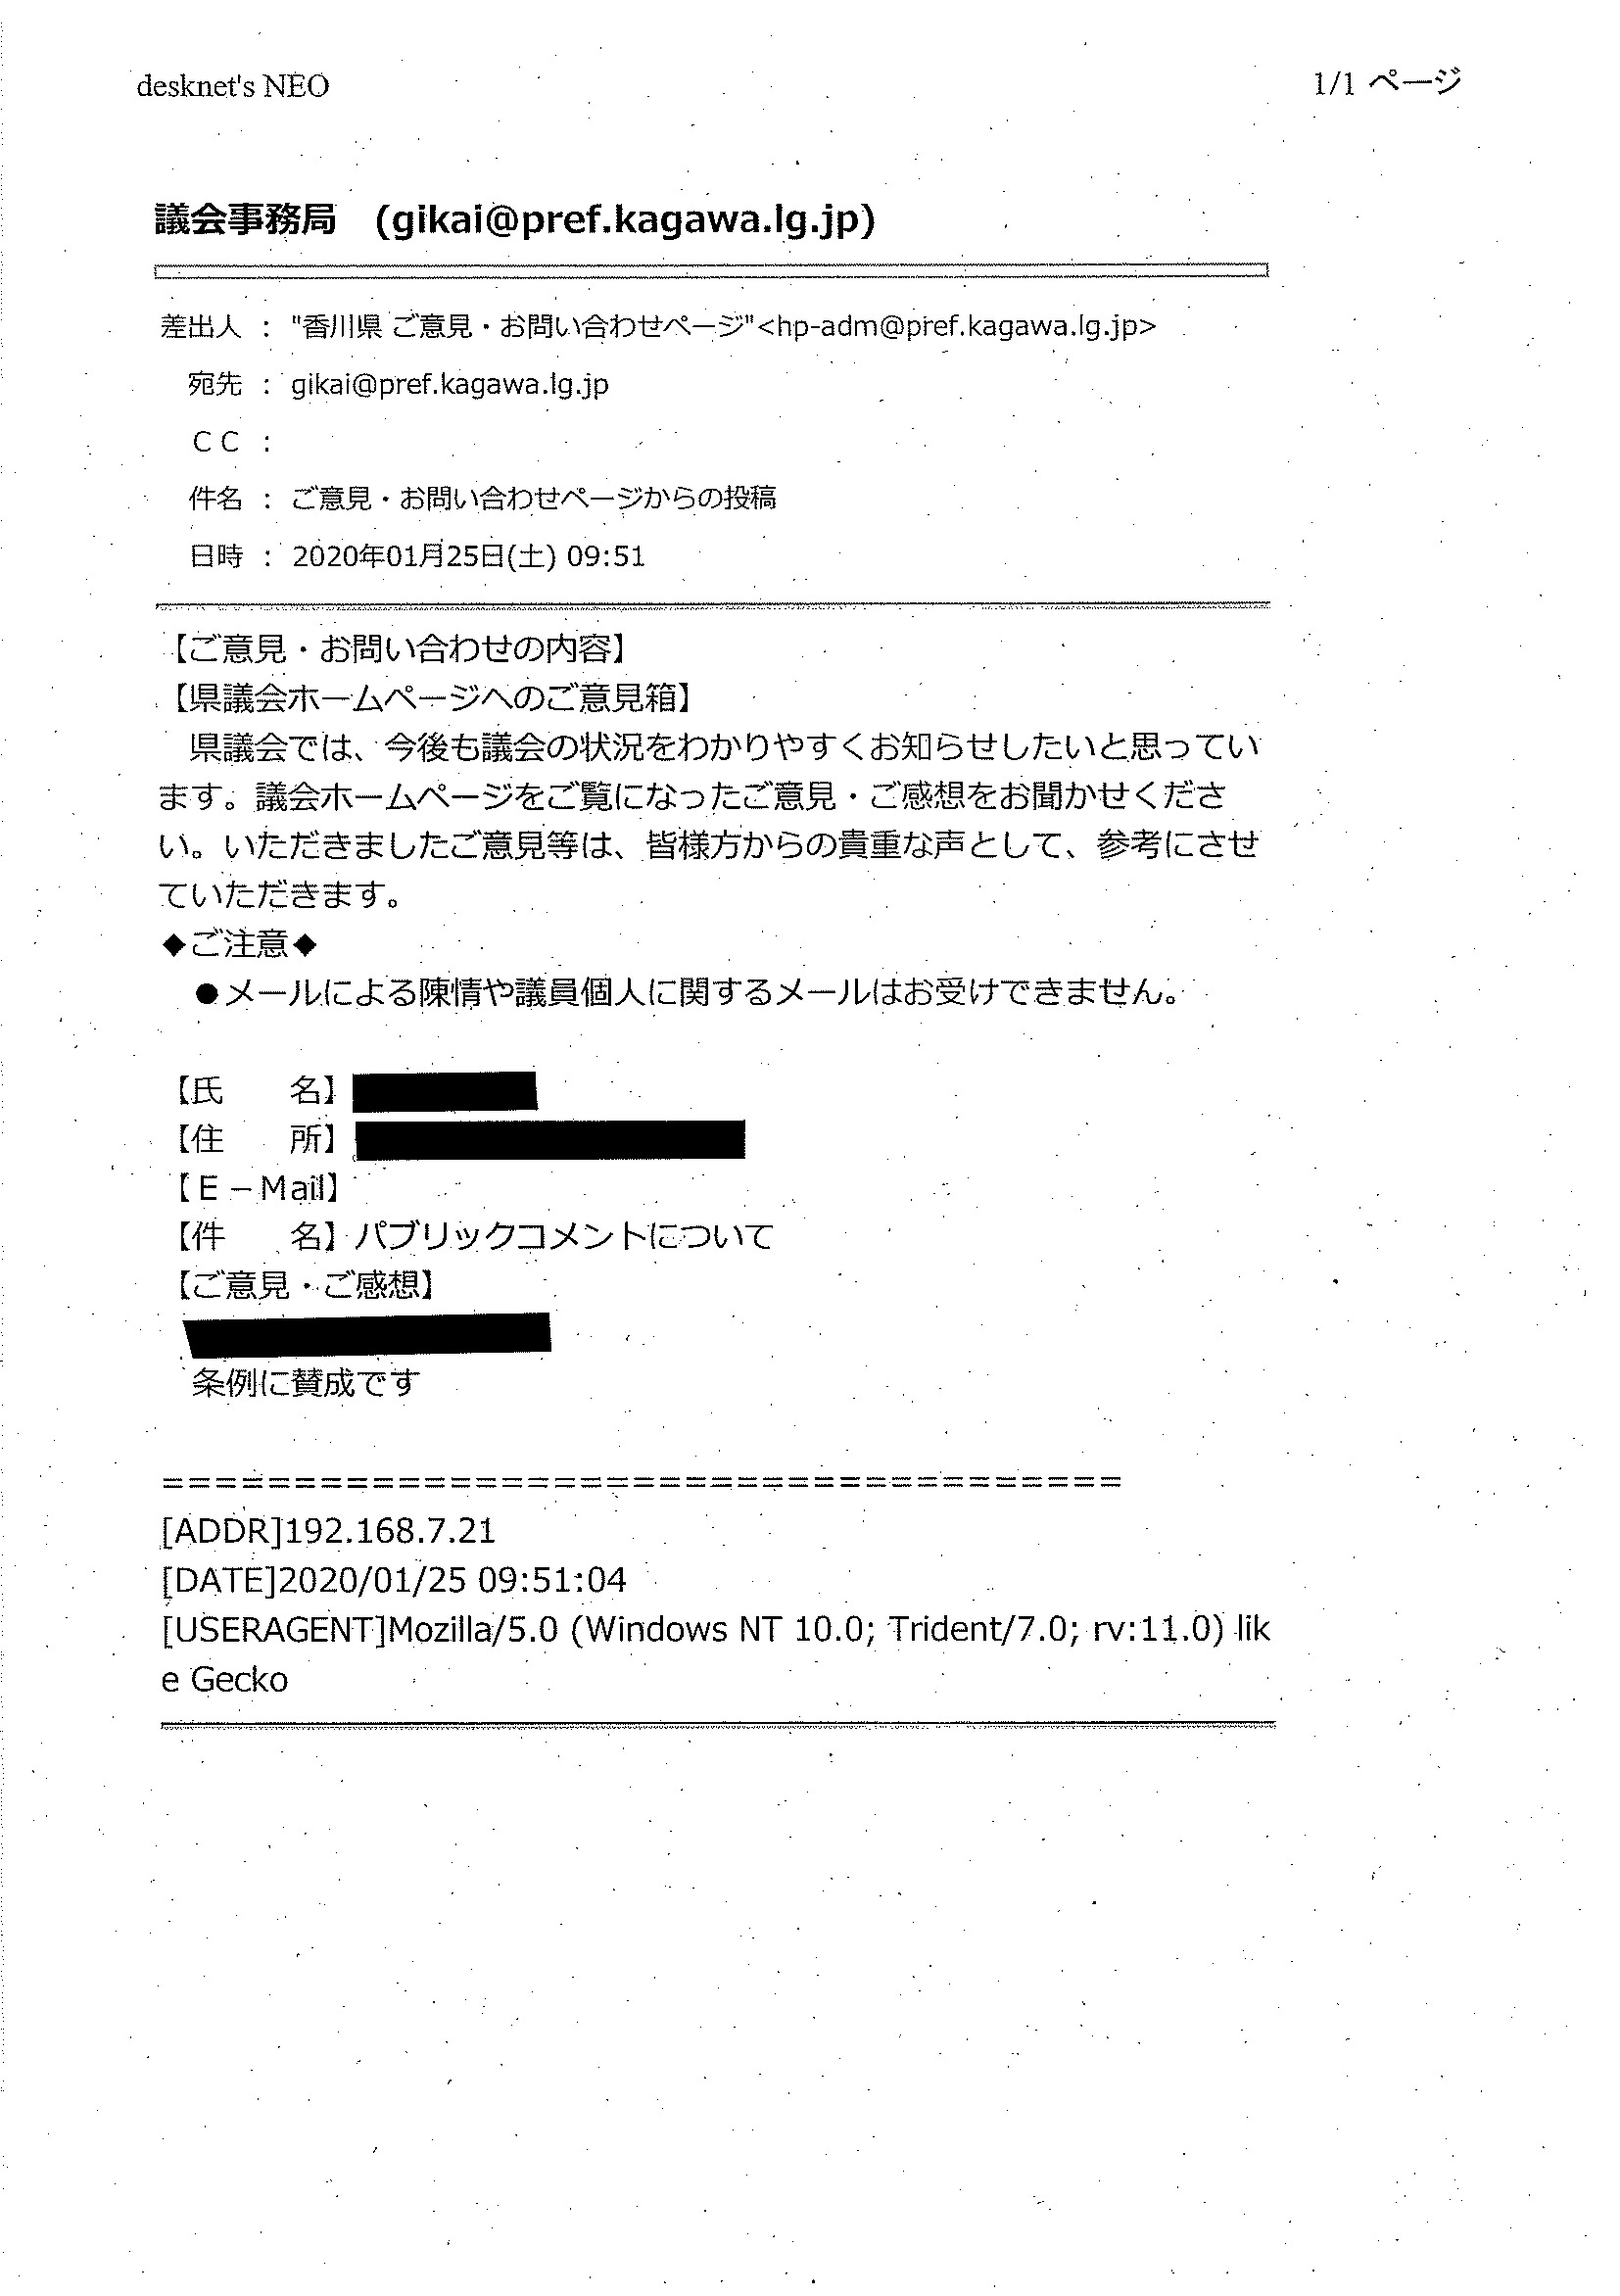 desknet's NEO
1/1 ページ
議会事務局　(gikai@pref.kagawa.lg.jp)
差出人 ： "香川県 ご意見・お問い合わせページ"<hp-adm@pref.kagawa.lg.jp>
宛先 ： gikai@pref.kagawa.lg.jp
ＣＣ ：
件名 ： ご意見・お問い合わせページからの投稿
日時 ： 2020年01月25日(土) 09:51
【ご意見・お問い合わせの内容】
【県議会ホームページへのご意見箱】
　県議会では、今後も議会の状況をわかりやすくお知らせしたいと思ってい
ます。議会ホームページをご覧になったご意見・ご感想をお聞かせくださ
い。いただきましたご意見等は、皆様方からの貴重な声として、参考にさせ
ていただきます。
◆ご注意◆
　●メールによる陳情や議員個人に関するメールはお受けできません。
【氏　　名】
【住　　所】
【Ｅ－Mail】
【件　　名】パブリックコメントについて
【ご意見・ご感想】
条例に賛成です
=====================================
[ADDR]192.168.7.21
[DATE]2020/01/25 09:51:04
[USERAGENT]Mozilla/5.0 (Windows NT 10.0; Trident/7.0; rv:11.0) lik
e Gecko